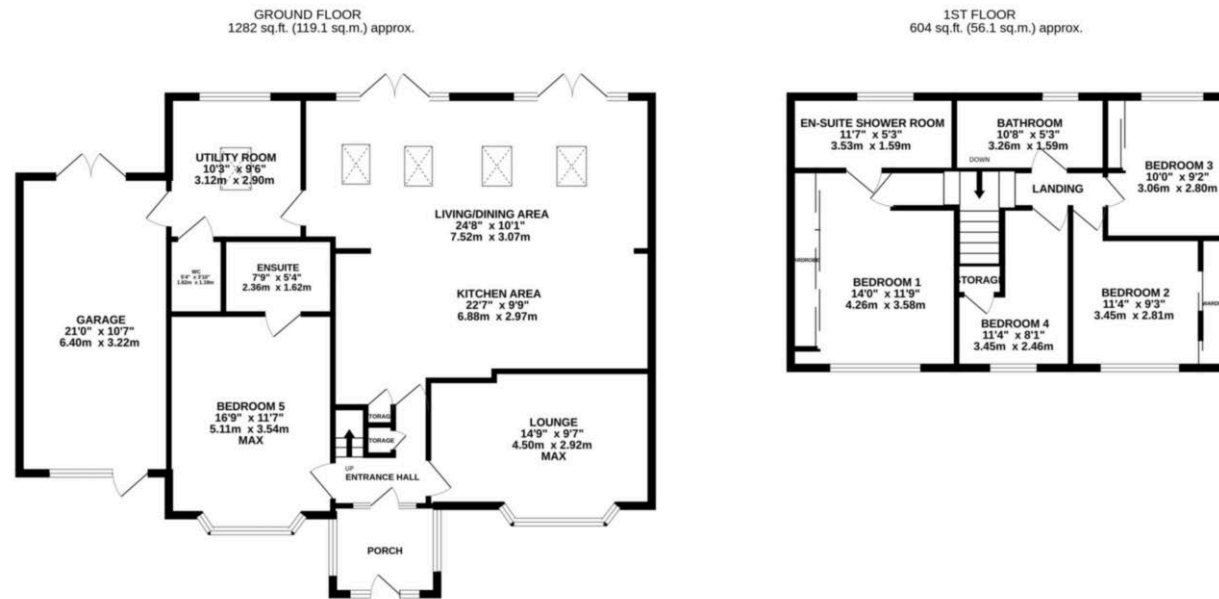 GROUND FLOOR
1282 sq.ft. (119.1 sq.m.) approx.
UTILITY ROOM
10'3" x 9'6"
3.12m x 2.90m
LIVING/DINING AREA
24'8" x 10'1"
7.52m x 3.07m
WC
ENSUITE
7'9" x 5'4"
2.36m x 1.62m
KITCHEN AREA
22'7" x 9'9"
6.88m x 2.97m
GARAGE
21'0" x 10'7"
6.40m x 3.22m
BEDROOM 5
16'9" x 11'7"
5.11m x 3.54m
MAX
TORAG
TORAGE
LOUNGE
14'9" x 9'7"
4.50m x 2.92m
MAX
UP
ENTRANCE HALL
PORCH
1ST FLOOR
604 sq.ft. (56.1 sq.m.) approx.
EN-SUITE SHOWER ROOM
11'7" x 5'3"
3.53m x 1.59m
BATHROOM
10'8" x 5'3"
3.26m x 1.59m
DOWN
BEDROOM 3
10'0" x 9'2"
3.06m x 2.80m
LANDING
ARDROBE
BEDROOM 1
14'0" x 11'9"
4.26m x 3.58m
STORAGE
BEDROOM 4
11'4" x 8'1"
3.45m x 2.46m
BEDROOM 2
11'4" x 9'3"
3.45m x 2.81m
WARD